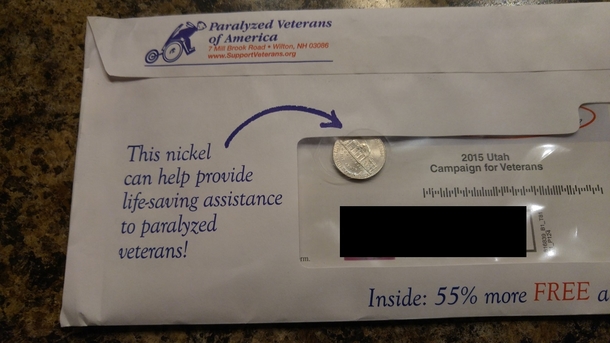 Paralyzed Veterans
of America
7 Mill Brook Road • Wilton, NH 03086
www.SupportVeterans.org
This nickel
can help provide
life-saving assistance
to paralyzed
veterans!
2015 Utah
Campaign for Veterans
Inside: 55% more FREE a